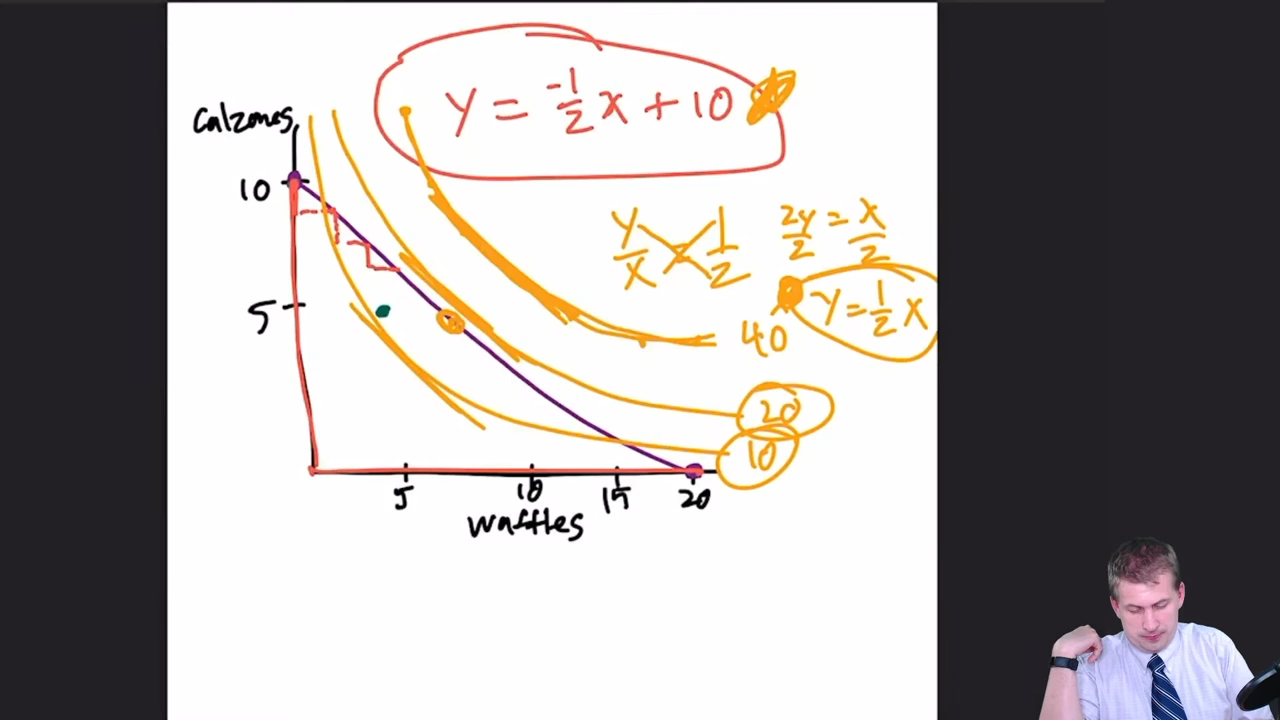 y = -1/2 x + 10
calzones
10
5
y/x = 1/2
2y/2 = x/2
y = 1/2 x
40
20
10
5 10 15 20
waffles